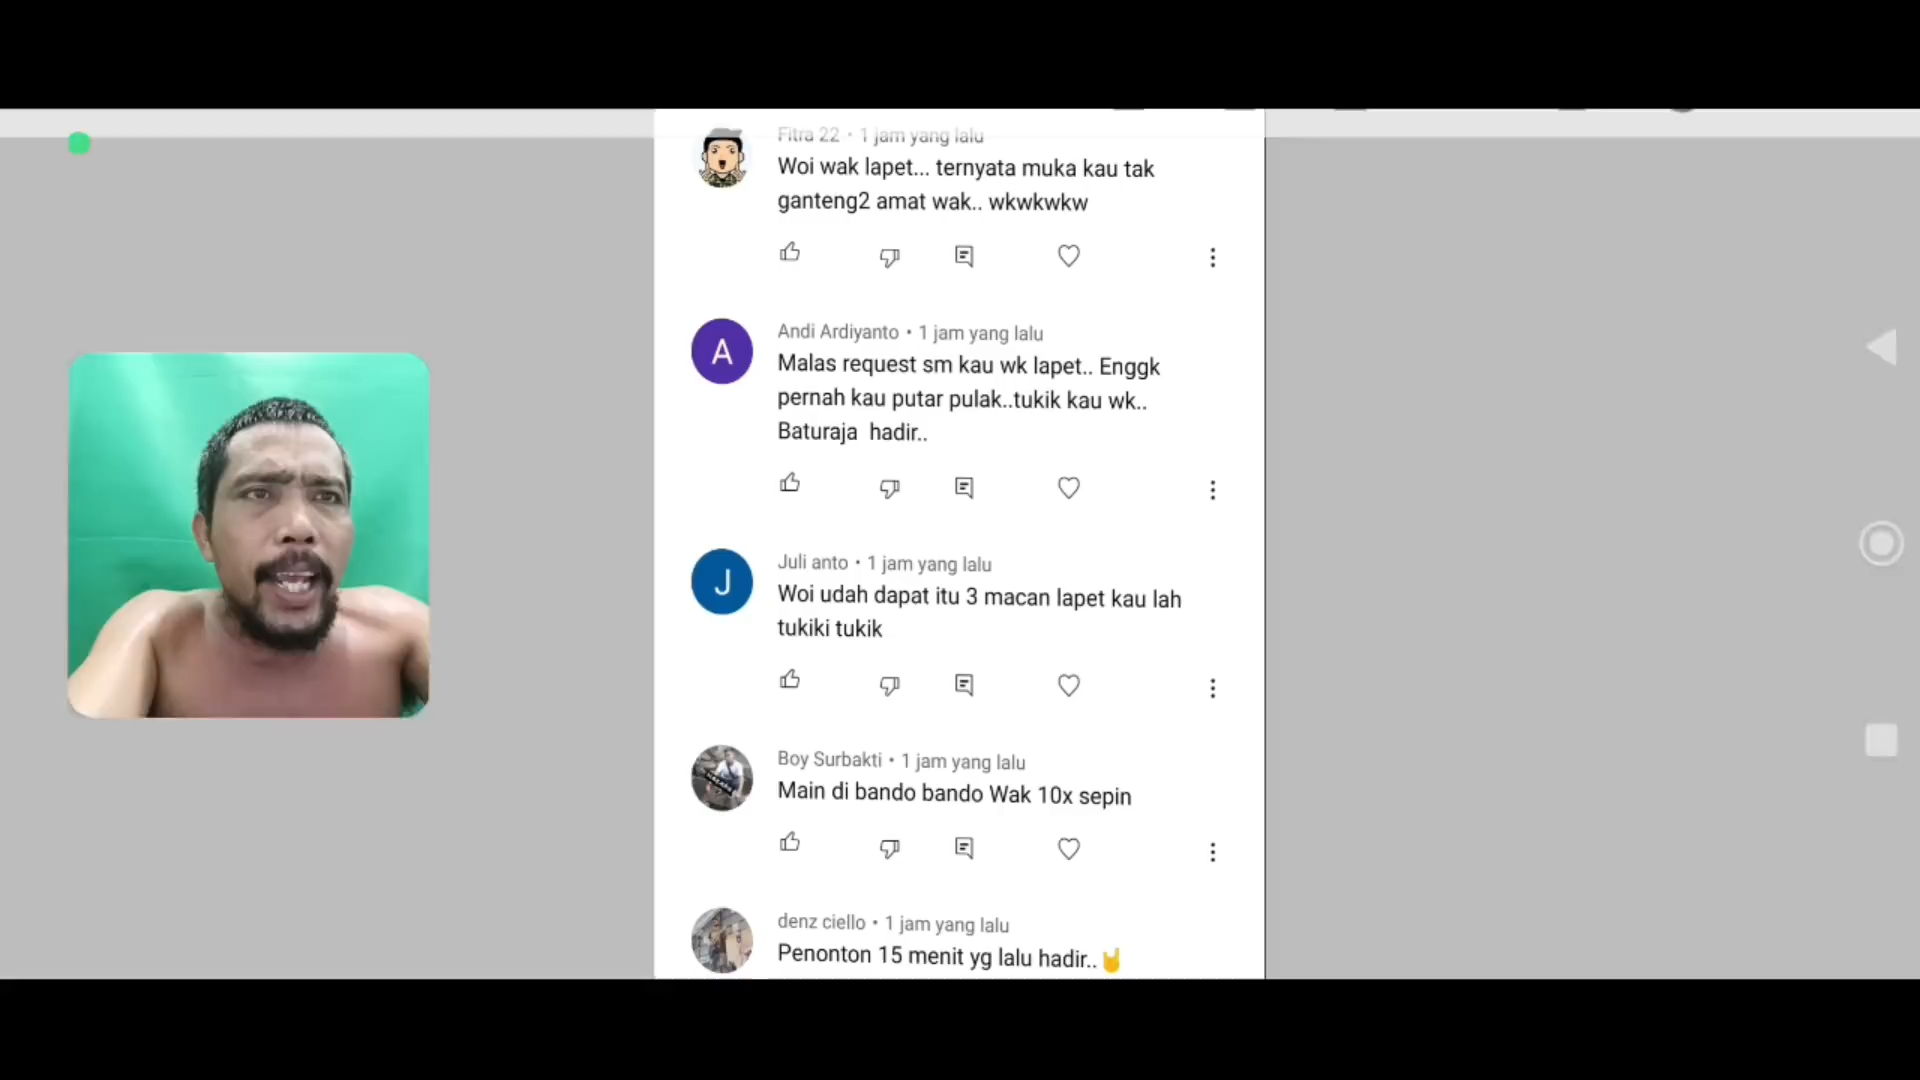 Fitra 22 • 1 jam yang lalu
Woi wak lapet... ternyata muka kau tak
ganteng2 amat wak.. wkwkwkw
A
Andi Ardiyanto • 1 jam yang lalu
Malas request sm kau wk lapet.. Enggk
pernah kau putar pulak..tukik kau wk..
Baturaja hadir..
J
Juli anto • 1 jam yang lalu
Woi udah dapat itu 3 macan lapet kau lah
tukiki tukik
Boy Surbakti • 1 jam yang lalu
Main di bando bando Wak 10x sepin
denz ciello • 1 jam yang lalu
Penonton 15 menit yg lalu hadir..🤘